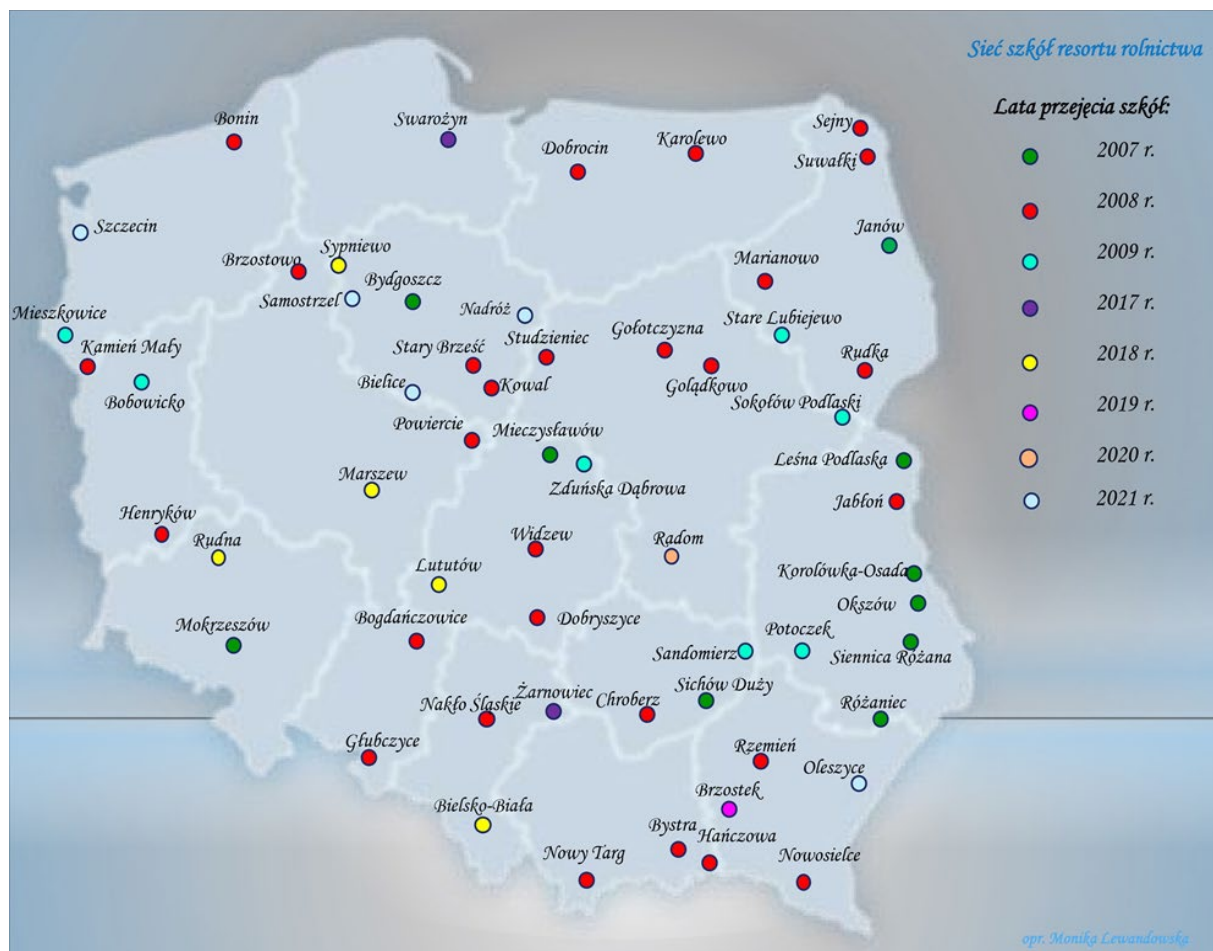 Sieć szkół resortu rolnictwa
Lata przejęcia szkół:
2007 r.
2008 r.
2009 r.
2017 r.
2018 r.
2019 r.
2020 r.
2021 r.
Bonin
Swarożyn
Dobrocin
Karolewo
Sejny
Suwałki
Szczecin
Brzostowo
Sypniewo
Samostrzel
Bydgoszcz
Janów
Marianowo
Mieszkowice
Kamień Mały
Bobowicko
Nadróż
Studzieniec
Stary Brześć
Kowal
Bielice
Gołotczyzna
Golądkowo
Stare Lubiejewo
Rudka
Sokołów Podlaski
Powiercie
Mieczysławów
Zduńska Dąbrowa
Leśna Podlaska
Jabłoń
Marszew
Henryków
Rudna
Widzew
Radom
Korolówka-Osada
Okszów
Lututów
Mokrzeszów
Bogdańczowice
Dobryszyce
Sandomierz
Potoczek
Siennica Różana
Nakło Śląskie
Żarnowiec
Chroberz
Sichów Duży
Różaniec
Głubczyce
Rzemień
Oleszyce
Bielsko-Biała
Brzostek
Bystra
Hańczowa
Nowy Targ
Nowosielce
opr. Monika Lewandowska